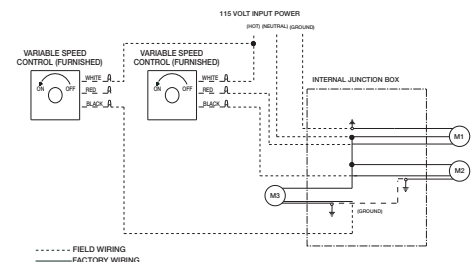 115 VOLT INPUT POWER
(HOT) (NEUTRAL) (GROUND)
VARIABLE SPEED
CONTROL (FURNISHED)
VARIABLE SPEED
CONTROL (FURNISHED)
INTERNAL JUNCTION BOX
WHITE
RED
BLACK
ON OFF
WHITE
RED
BLACK
ON OFF
M1
M2
M3
(GROUND)
FIELD WIRING
FACTORY WIRING